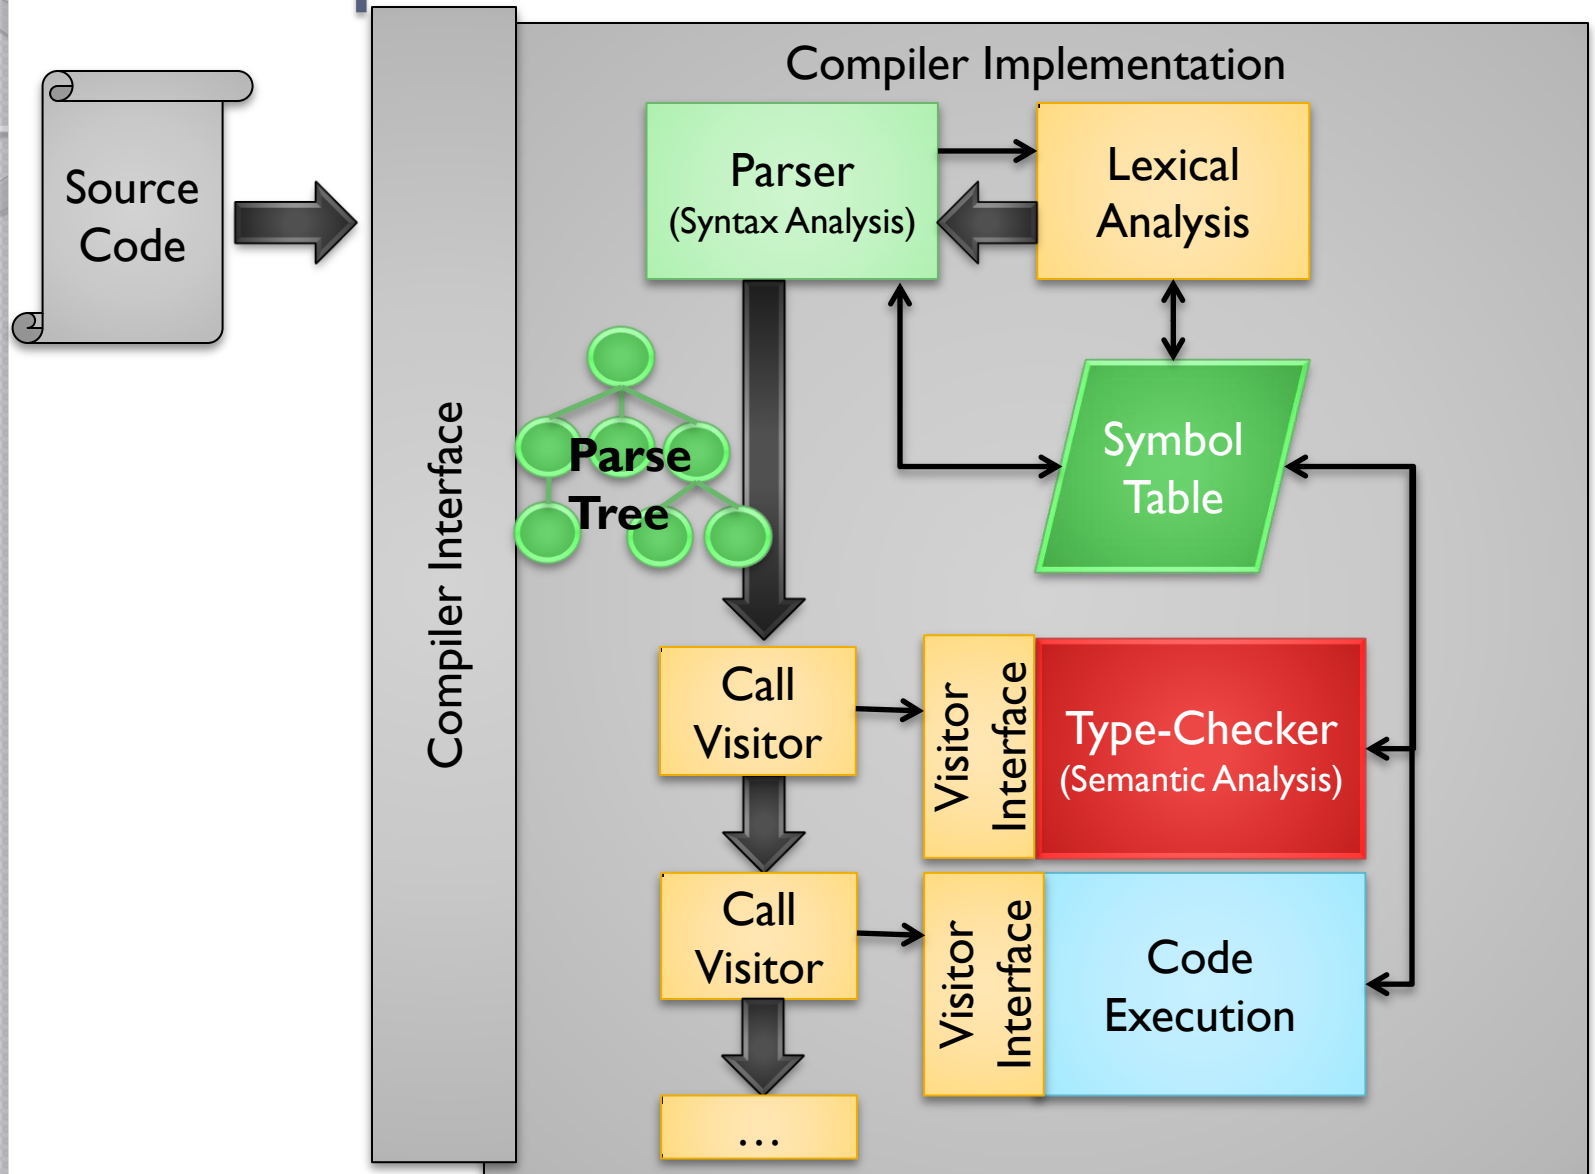 Compiler Implementation
Source
Code
Compiler Interface
Parser
(Syntax Analysis)
Lexical
Analysis
Parse
Tree
Symbol
Table
Call
Visitor
Visitor
Interface
Type-Checker
(Semantic Analysis)
Call
Visitor
Visitor
Interface
Code
Execution
…